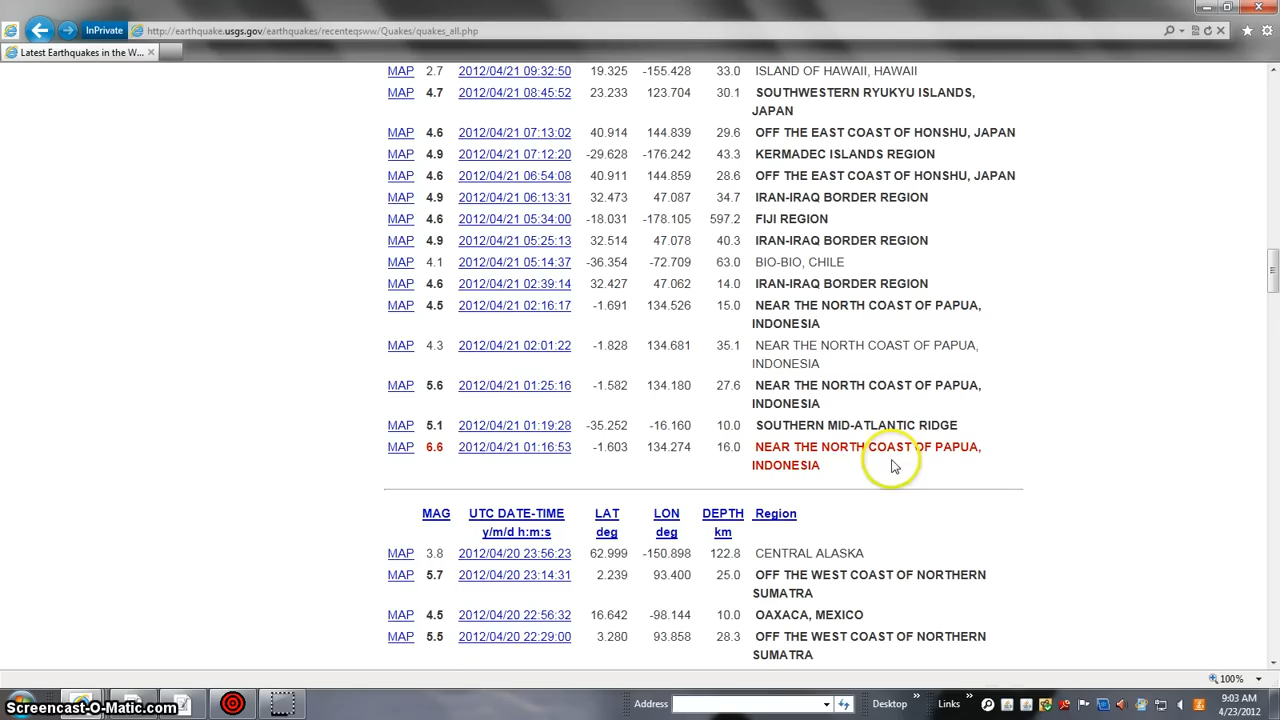 InPrivate
http://earthquake.usgs.gov/earthquakes/recenteqsww/Quakes/quakes_all.php
Latest Earthquakes in the W...
MAP 2.7 2012/04/21 09:32:50 19.325 -155.428 33.0 ISLAND OF HAWAII, HAWAII
MAP 4.7 2012/04/21 08:45:52 23.233 123.704 30.1 SOUTHWESTERN RYUKYU ISLANDS,
JAPAN
MAP 4.6 2012/04/21 07:13:02 40.914 144.839 29.6 OFF THE EAST COAST OF HONSHU, JAPAN
MAP 4.9 2012/04/21 07:12:20 -29.628 -176.242 43.3 KERMADEC ISLANDS REGION
MAP 4.6 2012/04/21 06:54:08 40.911 144.859 28.6 OFF THE EAST COAST OF HONSHU, JAPAN
MAP 4.9 2012/04/21 06:13:31 32.473 47.087 34.7 IRAN-IRAQ BORDER REGION
MAP 4.6 2012/04/21 05:34:00 -18.031 -178.105 597.2 FIJI REGION
MAP 4.9 2012/04/21 05:25:13 32.514 47.078 40.3 IRAN-IRAQ BORDER REGION
MAP 4.1 2012/04/21 05:14:37 -36.354 -72.709 63.0 BIO-BIO, CHILE
MAP 4.6 2012/04/21 02:39:14 32.427 47.062 14.0 IRAN-IRAQ BORDER REGION
MAP 4.5 2012/04/21 02:16:17 -1.691 134.526 15.0 NEAR THE NORTH COAST OF PAPUA,
INDONESIA
MAP 4.3 2012/04/21 02:01:22 -1.828 134.681 35.1 NEAR THE NORTH COAST OF PAPUA,
INDONESIA
MAP 5.6 2012/04/21 01:25:16 -1.582 134.180 27.6 NEAR THE NORTH COAST OF PAPUA,
INDONESIA
MAP 5.1 2012/04/21 01:19:28 -35.252 -16.160 10.0 SOUTHERN MID-ATLANTIC RIDGE
MAP 6.6 2012/04/21 01:16:53 -1.603 134.274 16.0 NEAR THE NORTH COAST OF PAPUA,
INDONESIA
MAG UTC DATE-TIME LAT LON DEPTH Region
y/m/d h:m:s deg deg km
MAP 3.8 2012/04/20 23:56:23 62.999 -150.898 122.8 CENTRAL ALASKA
MAP 5.7 2012/04/20 23:14:31 2.239 93.400 25.0 OFF THE WEST COAST OF NORTHERN
SUMATRA
MAP 4.5 2012/04/20 22:56:32 16.642 -98.144 10.0 OAXACA, MEXICO
MAP 5.5 2012/04/20 22:29:00 3.280 93.858 28.3 OFF THE WEST COAST OF NORTHERN
SUMATRA
100%
Address Desktop Links 9:03 AM
4/23/2012
Screencast-O-Matic.com